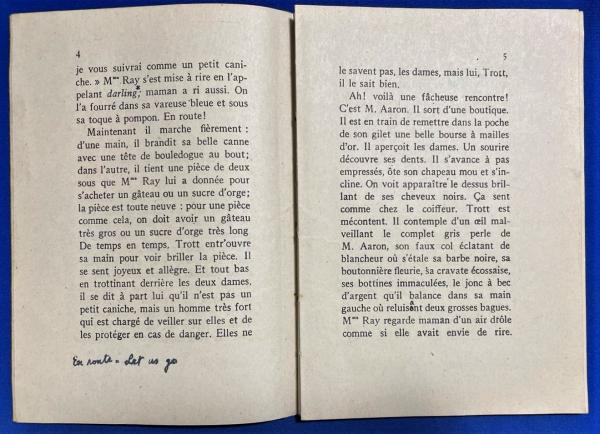 4
je vous suivrai comme un petit cani-
che. » Mme Ray s'est mise à rire en l'ap-
pelant darling*, maman a ri aussi. On
l'a fourré dans sa vareuse bleue et sous
sa toque à pompon. En route!
Maintenant il marche fièrement :
d'une main, il brandit sa belle canne
avec une tête de bouledogue au bout;
dans l'autre, il tient une pièce de deux
sous que Mme Ray lui a donnée pour
s'acheter un gâteau ou un sucre d'orge;
la pièce est toute neuve : pour une pièce
comme cela, on doit avoir un gâteau
très gros ou un sucre d'orge très long
De temps en temps, Trott entr'ouvre
sa main pour voir briller la pièce. Il
se sent joyeux et allègre. Et tout bas
en trottinant derrière les deux dames,
il se dit à part lui qu'il n'est pas un
petit caniche, mais un homme très fort
qui est chargé de veiller sur elles et de
les protéger en cas de danger. Elles ne
En route = Let us go
5
le savent pas, les dames, mais lui, Trott,
il le sait bien.
Ah! voilà une fâcheuse rencontre!
C'est M. Aaron. Il sort d'une boutique.
Il est en train de remettre dans la poche
de son gilet une belle bourse à mailles
d'or. Il aperçoit les dames. Un sourire
découvre ses dents. Il s'avance à pas
empressés, ôte son chapeau mou et s'in-
cline. On voit apparaître le dessus bril-
lant de ses cheveux noirs. Ça sent
comme chez le coiffeur. Trott est
mécontent. Il contemple d'un œil mal-
veillant le complet gris perle de
M. Aaron, son faux col éclatant de
blancheur où s'étale sa barbe noire, sa
boutonnière fleurie, sa cravate écossaise,
ses bottines immaculées, le jonc à bec
d'argent qu'il balance dans sa main
gauche où reluisent deux grosses bagues.
Mme Ray regarde maman d'un air drôle
comme si elle avait envie de rire.